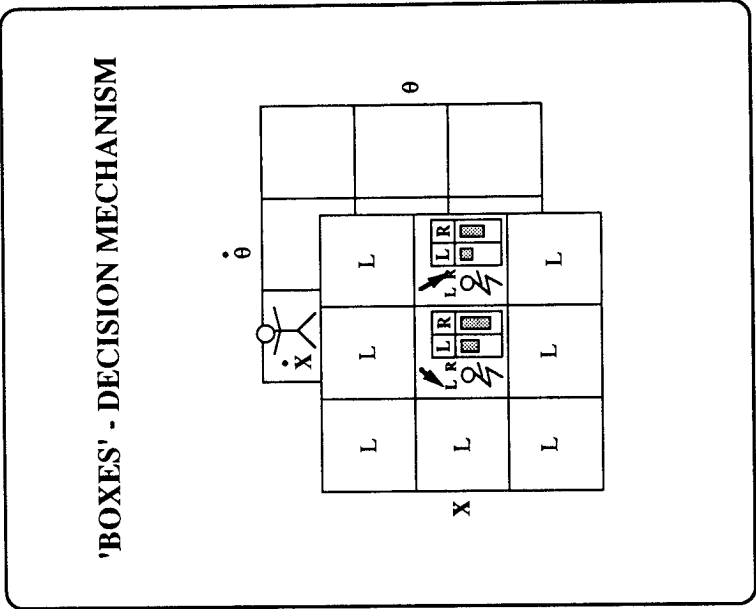 'BOXES' - DECISION MECHANISM
θ̇
Ẋ
L L L
θ
X L L R L R L R L R
L L L